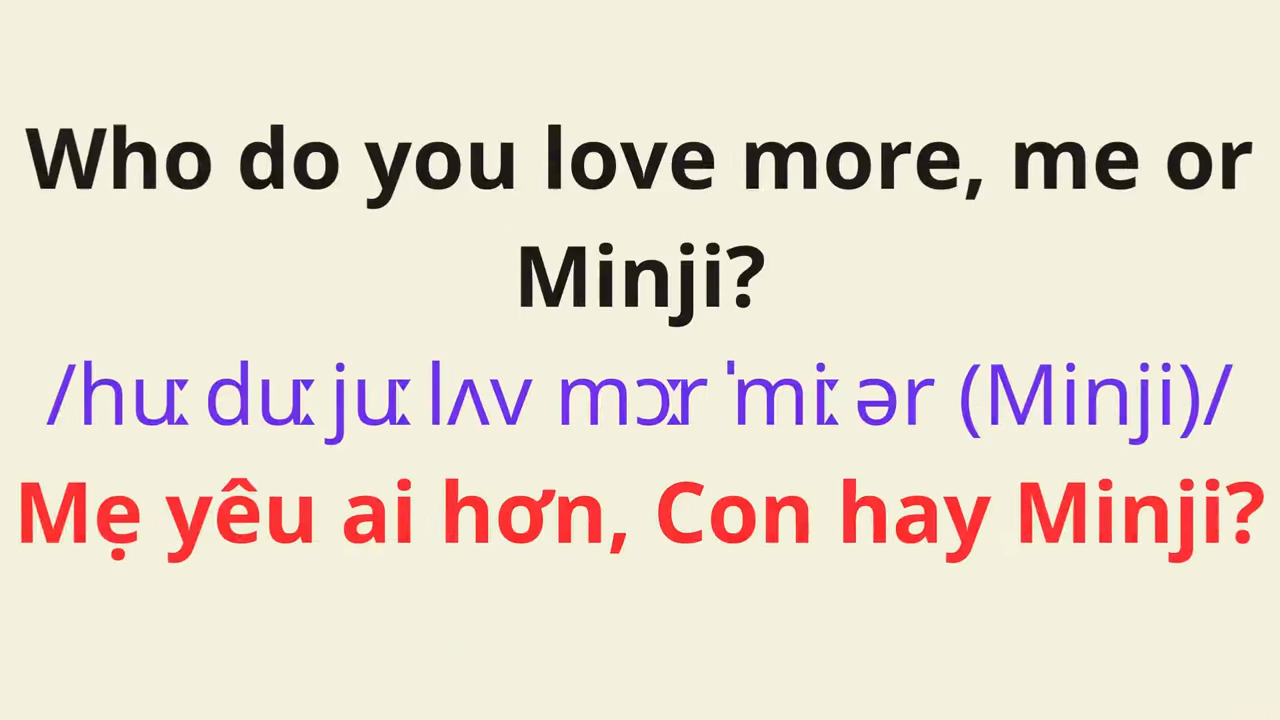 Who do you love more, me or
Minji?
/huː duː juː lʌv mɔːr ˈmiː ər (Minji)/
Mẹ yêu ai hơn, Con hay Minji?